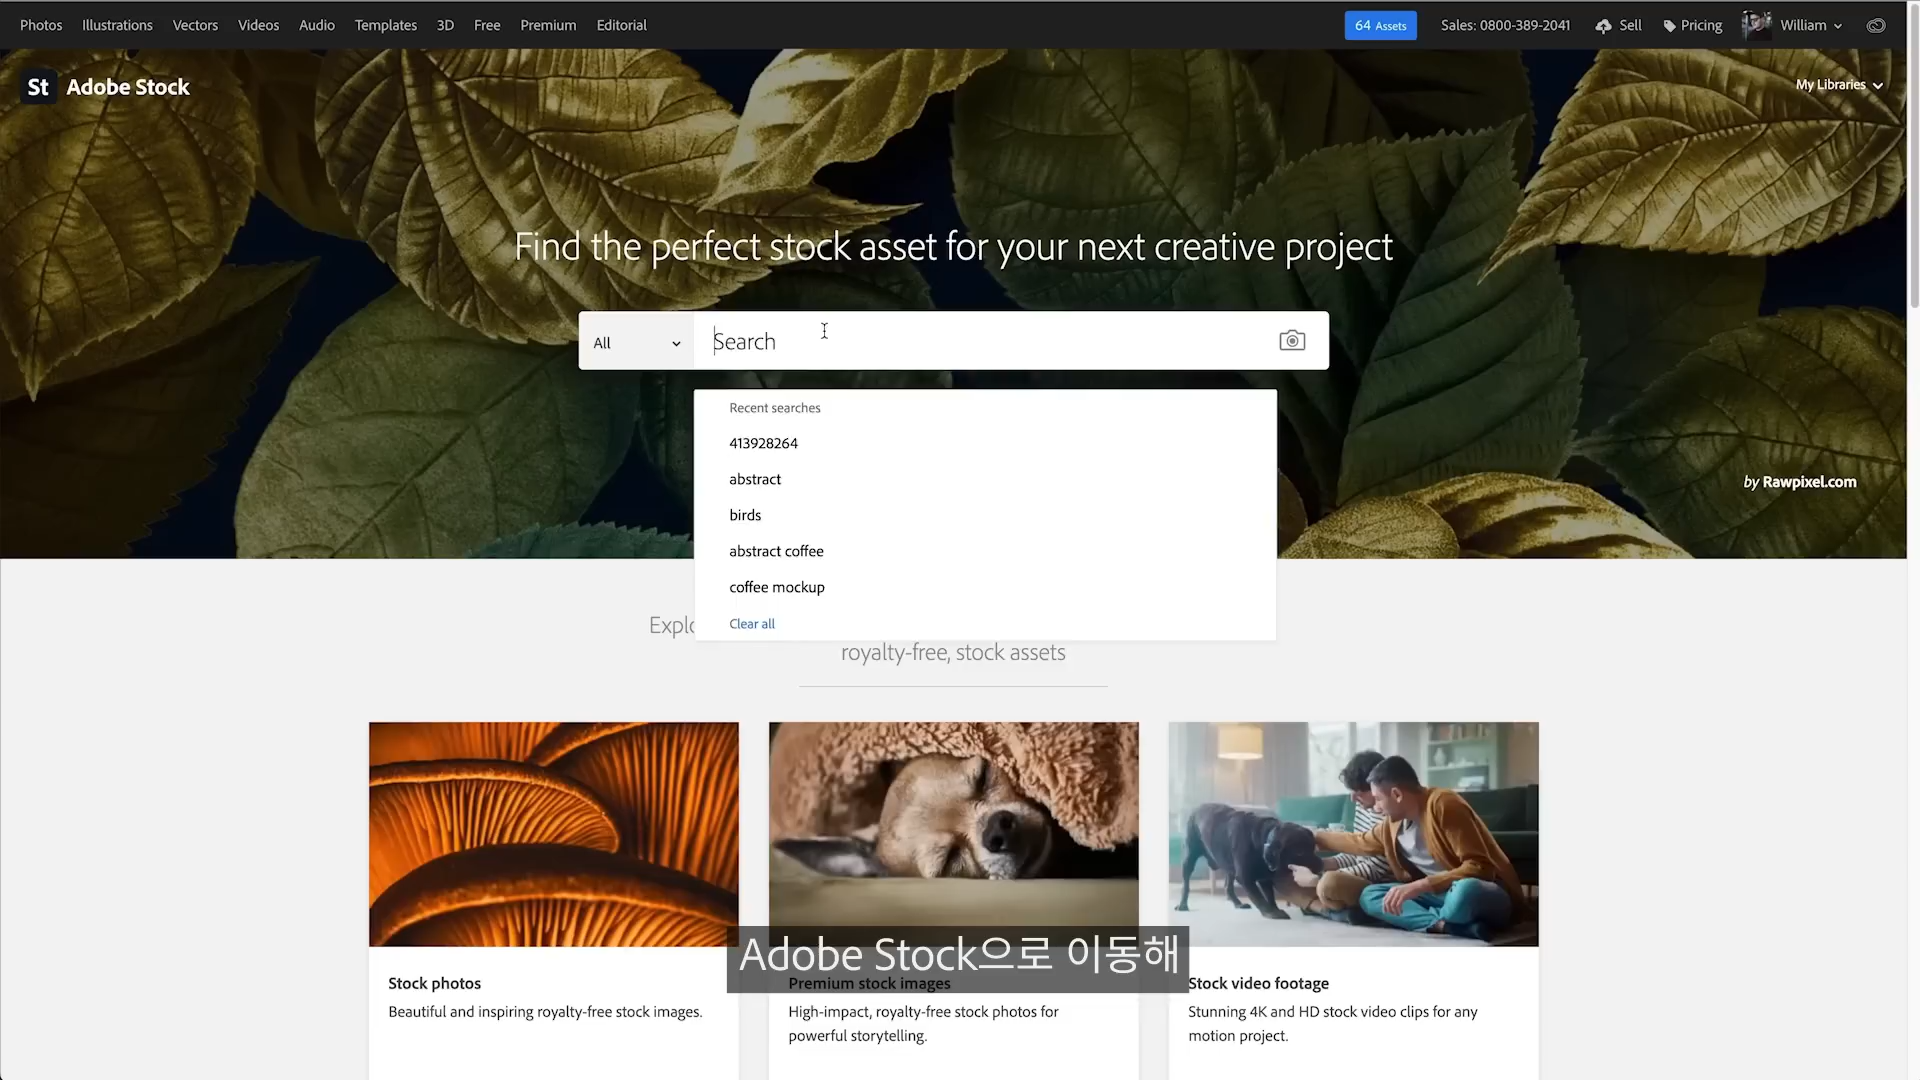 Photos Illustrations Vectors Videos Audio Templates 3D Free Premium Editorial 64 Assets Sales: 0800-389-2041 Sell Pricing William
St Adobe Stock My Libraries
Find the perfect stock asset for your next creative project
All Search
Recent searches
413928264
abstract
by Rawpixel.com
birds
abstract coffee
coffee mockup
Clear all
royalty-free, stock assets
Adobe Stock으로 이동해
Stock photos
Beautiful and inspiring royalty-free stock images.
Premium stock images
High-impact, royalty-free stock photos for
powerful storytelling.
Stock video footage
Stunning 4K and HD stock video clips for any
motion project.